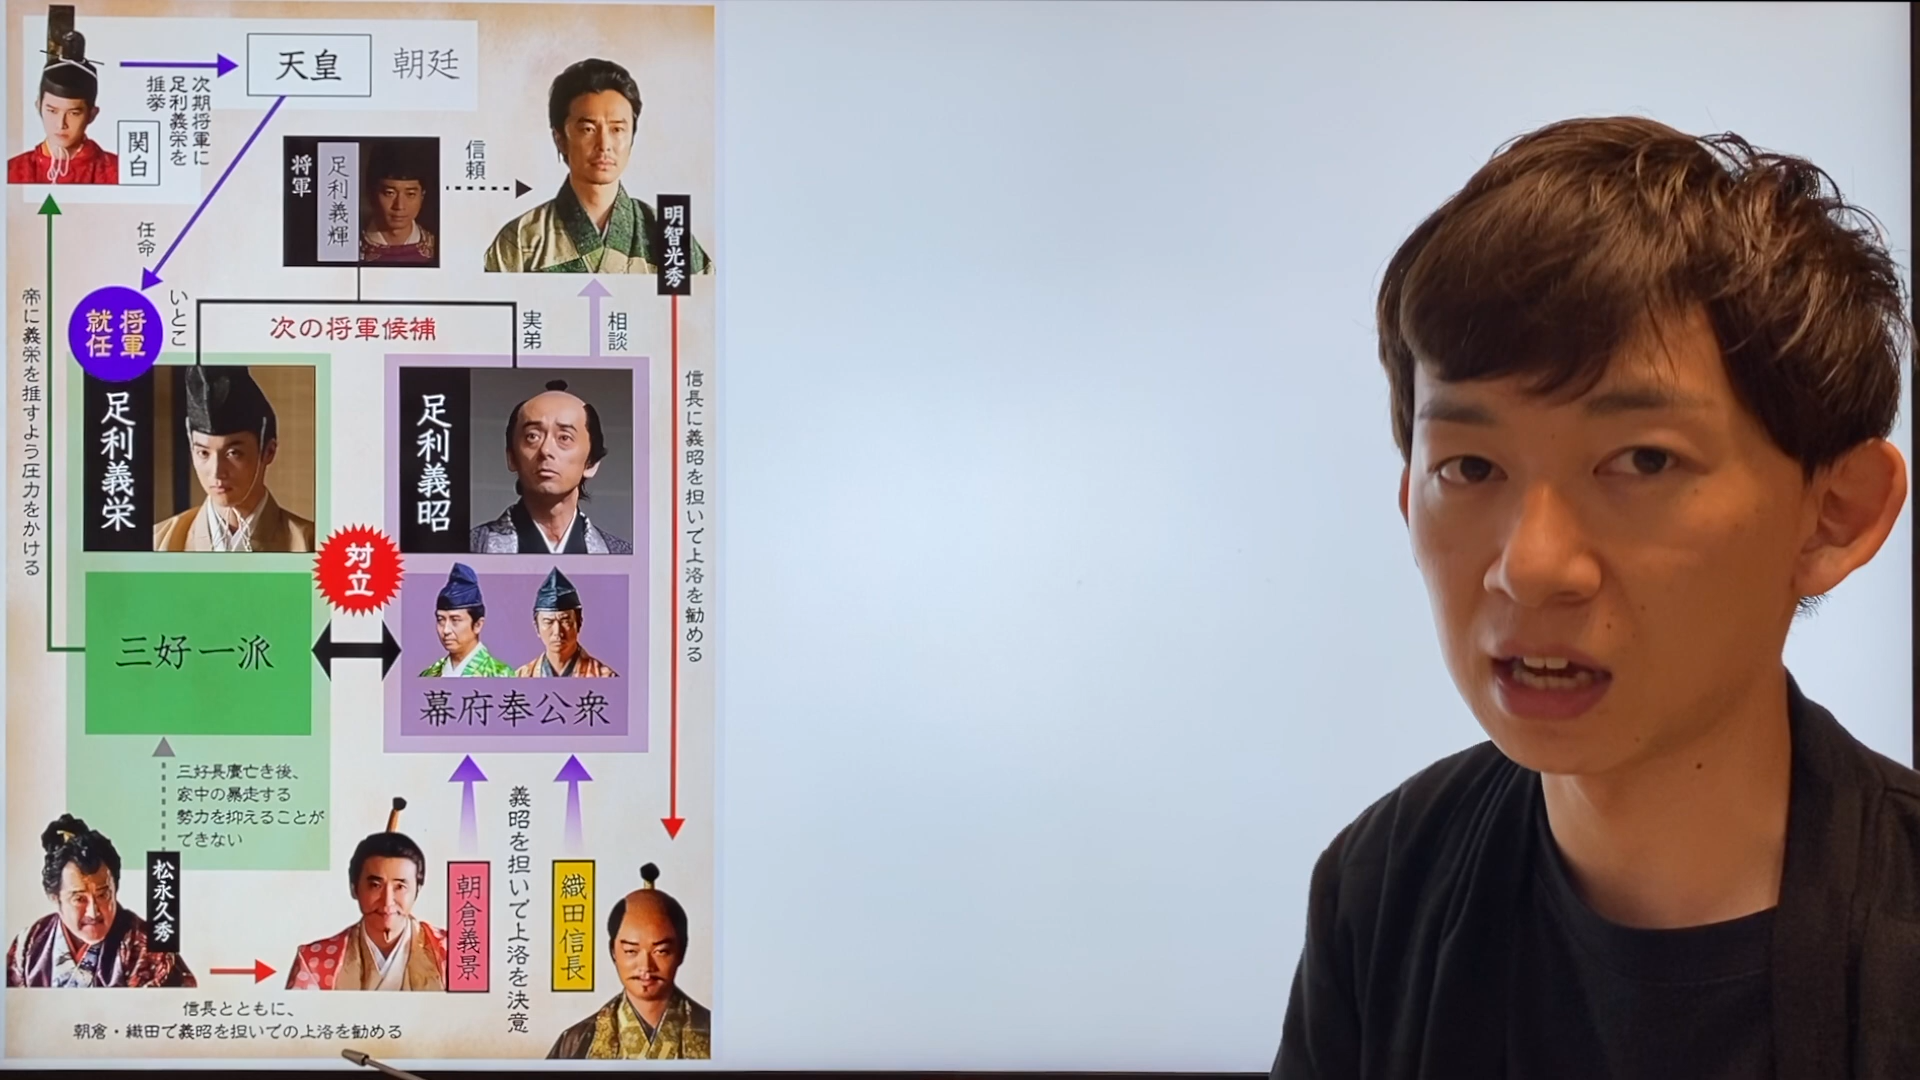 天皇
朝廷
次期将軍に
足利義栄を
推挙
関白
将軍
足利義輝
信頼
明智光秀
任命
将軍
就任
いとこ
次の将軍候補
実弟
相談
帝に義栄を推すよう圧力をかける
足利義栄
足利義昭
信長に義昭を担いで上洛を勧める
対立
三好一派
幕府奉公衆
三好長慶亡き後、
家中の暴走する
勢力を抑えることが
できない
松永久秀
朝倉義景
義昭を担いで上洛を決意
織田信長
信長とともに、
朝倉・織田で義昭を担いでの上洛を勧める